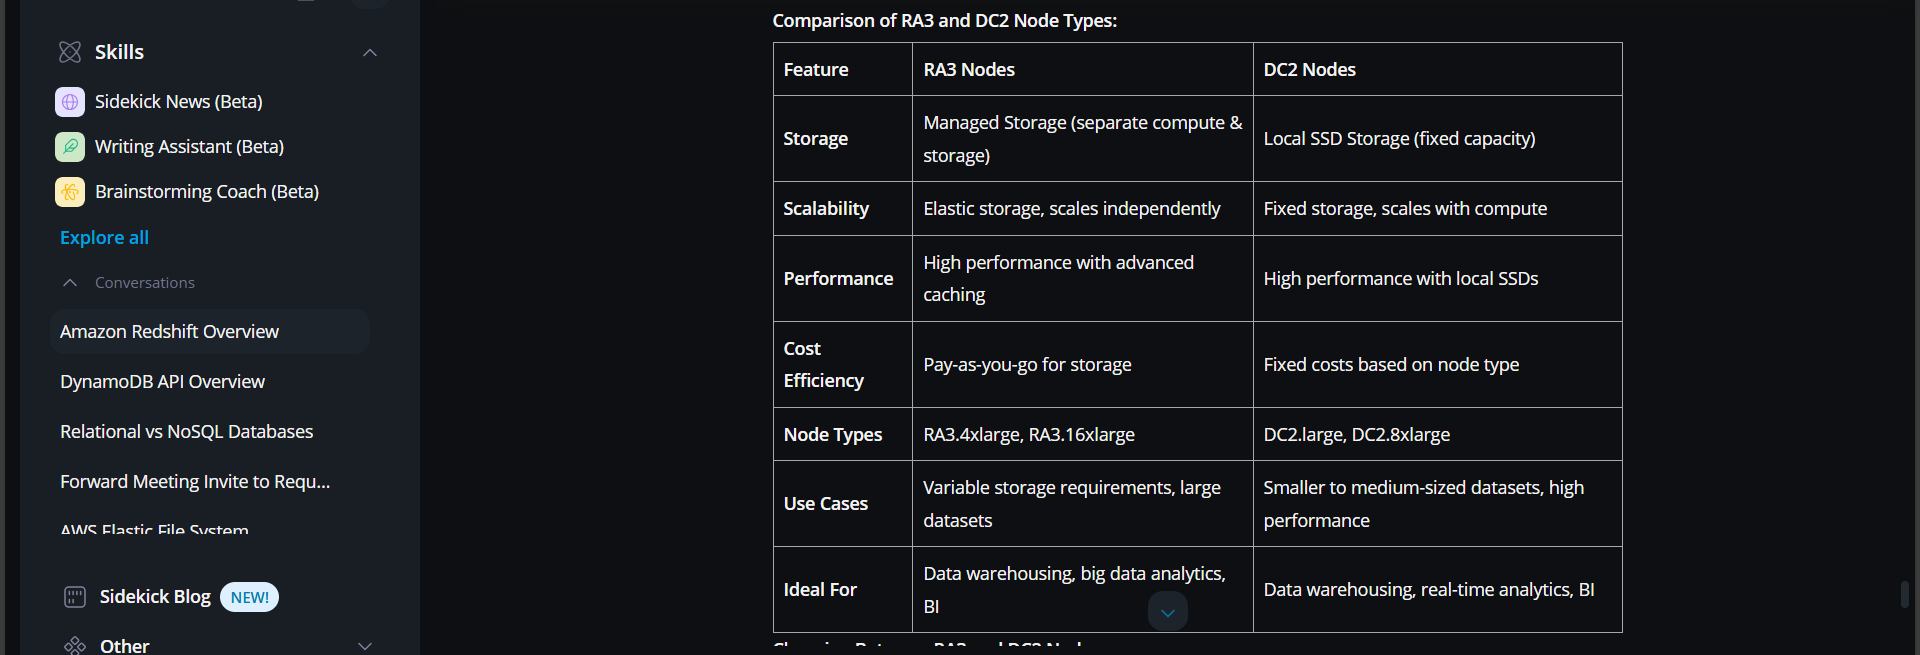 Skills
Sidekick News (Beta)
Writing Assistant (Beta)
Brainstorming Coach (Beta)
Explore all
Conversations
Amazon Redshift Overview
DynamoDB API Overview
Relational vs NoSQL Databases
Forward Meeting Invite to Requ...
AWS Elastic File System
Sidekick Blog NEW!
Other
Comparison of RA3 and DC2 Node Types:
Feature RA3 Nodes DC2 Nodes
Storage Managed Storage (separate compute &
storage) Local SSD Storage (fixed capacity)
Scalability Elastic storage, scales independently Fixed storage, scales with compute
Performance High performance with advanced
caching High performance with local SSDs
Cost
Efficiency Pay-as-you-go for storage Fixed costs based on node type
Node Types RA3.4xlarge, RA3.16xlarge DC2.large, DC2.8xlarge
Use Cases Variable storage requirements, large
datasets Smaller to medium-sized datasets, high
performance
Ideal For Data warehousing, big data analytics,
BI Data warehousing, real-time analytics, BI